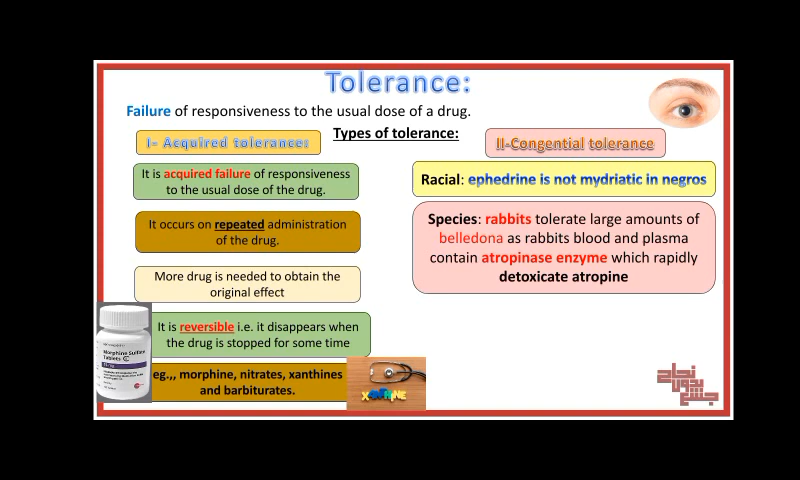 Tolerance:
Failure of responsiveness to the usual dose of a drug.
Types of tolerance:
I- Acquired tolerance:
It is acquired failure of responsiveness
to the usual dose of the drug.
It occurs on repeated administration
of the drug.
More drug is needed to obtain the
original effect
It is reversible i.e. it disappears when
the drug is stopped for some time
eg.,, morphine, nitrates, xanthines
and barbiturates.
Morphine Sulfate
Tablets
II-Congential tolerance
Racial: ephedrine is not mydriatic in negros
Species: rabbits tolerate large amounts of
belledona as rabbits blood and plasma
contain atropinase enzyme which rapidly
detoxicate atropine
نجاح
بدون
جشع